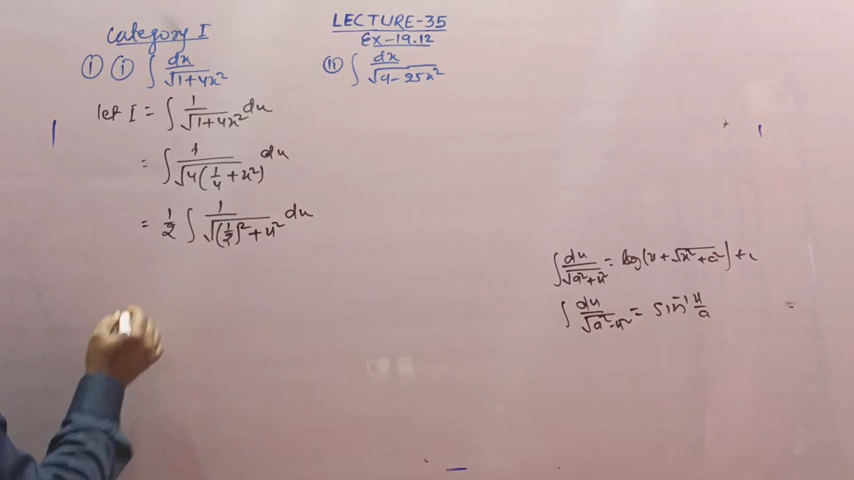 Category I
LECTURE-35
Ex-19.12
① ⓘ ∫ dx/√(1+4x²)
ⓘⓘ ∫ dx/√(9-25x²)
let I = ∫ 1/√(1+4x²) dx
= ∫ 1/√(4(1/4+x²)) dx
= 1/2 ∫ 1/√((1/2)²+x²) dx
∫ dx/√(a²+x²) = log(x+√(x²+a²))+c
∫ dx/√(a²-x²) = sin⁻¹ x/a
=